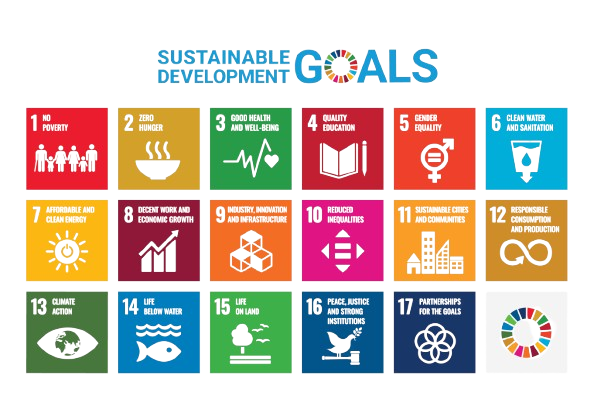 SUSTAINABLE
DEVELOPMENT
GOALS
1 NO
POVERTY
2 ZERO
HUNGER
3 GOOD HEALTH
AND WELL-BEING
4 QUALITY
EDUCATION
5 GENDER
EQUALITY
6 CLEAN WATER
AND SANITATION
7 AFFORDABLE AND
CLEAN ENERGY
8 DECENT WORK AND
ECONOMIC GROWTH
9 INDUSTRY, INNOVATION
AND INFRASTRUCTURE
10 REDUCED
INEQUALITIES
11 SUSTAINABLE CITIES
AND COMMUNITIES
12 RESPONSIBLE
CONSUMPTION
AND PRODUCTION
13 CLIMATE
ACTION
14 LIFE
BELOW WATER
15 LIFE
ON LAND
16 PEACE, JUSTICE
AND STRONG
INSTITUTIONS
17 PARTNERSHIPS
FOR THE GOALS